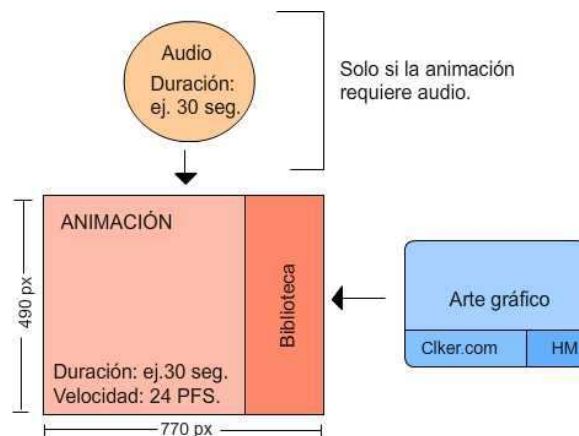 Audio
Duración:
ej. 30 seg.
Solo si la animación
requiere audio.
ANIMACIÓN
Biblioteca
490 px
Duración: ej.30 seg.
Velocidad: 24 PFS.
770 px
Arte gráfico
Clker.com
HM